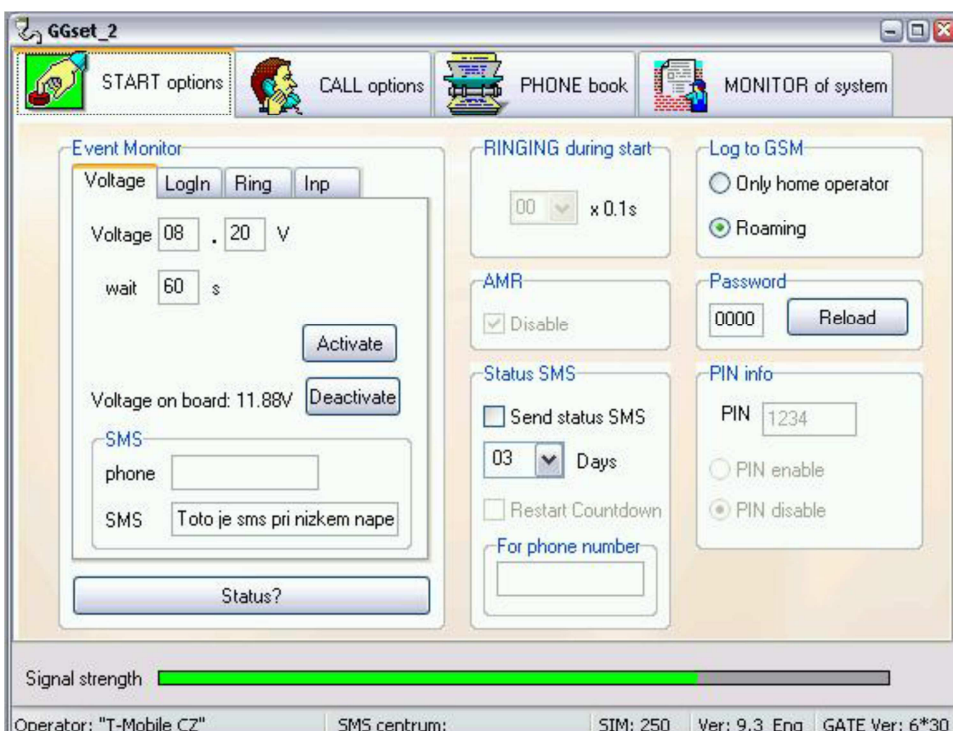 GGset_2
START options
CALL options
PHONE book
MONITOR of system
Event Monitor
Voltage LogIn Ring Inp
Voltage 08 . 20 V
wait 60 s
Activate
Voltage on board: 11.88V Deactivate
SMS
phone
SMS Toto je sms pri nizkem nape
Status?
RINGING during start
00 x 0.1s
AMR
Disable
Status SMS
Send status SMS
03 Days
Restart Countdown
For phone number
Log to GSM
Only home operator
Roaming
Password
0000 Reload
PIN info
PIN 1234
PIN enable
PIN disable
Signal strength
Operator: "T-Mobile CZ" SMS centrum: SIM: 250 Ver: 9.3 Eng GATE Ver: 6*30